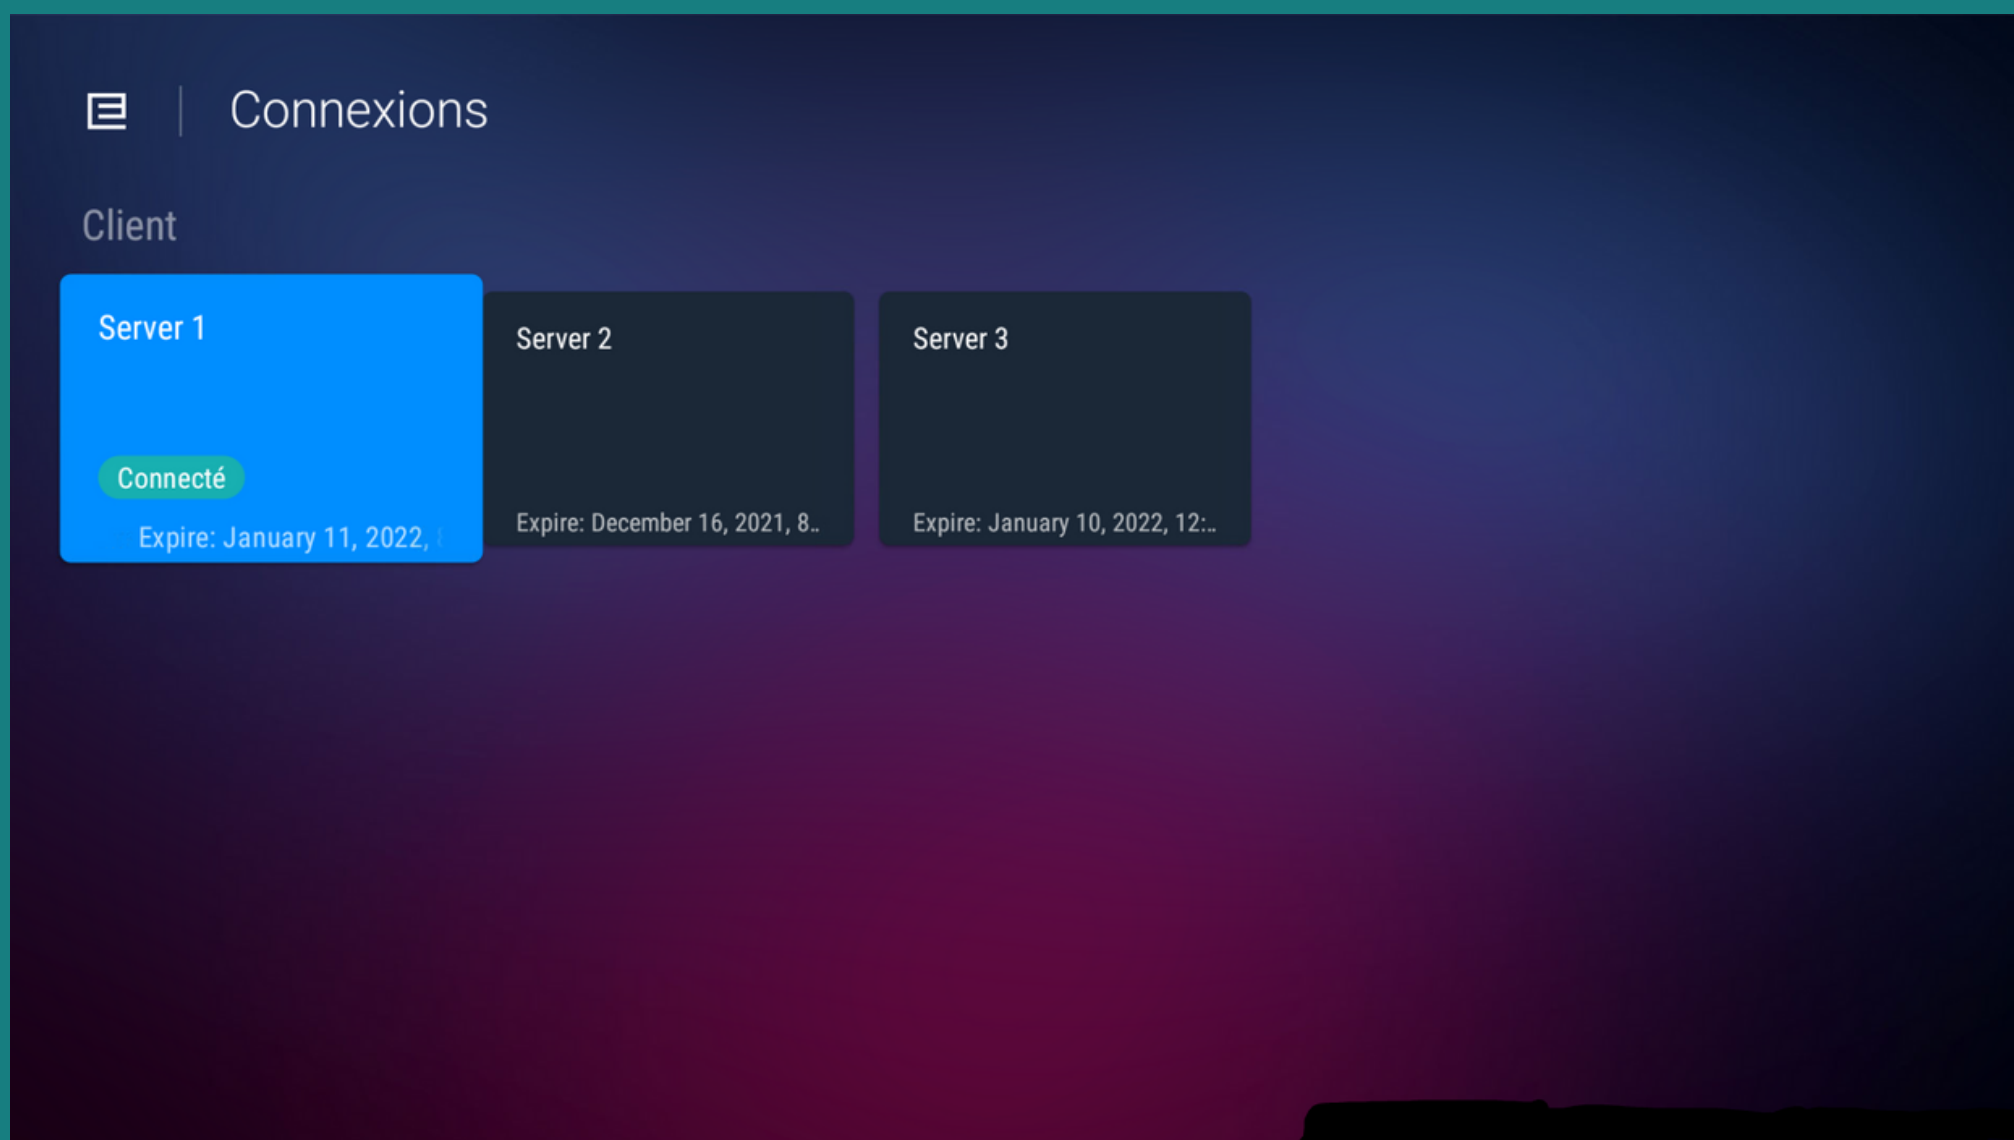 Connexions
Client
Server 1
Server 2
Server 3
Connecté
Expire: January 11, 2022,
Expire: December 16, 2021, 8..
Expire: January 10, 2022, 12:..